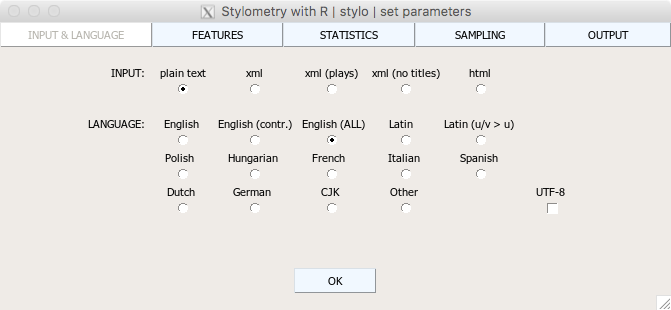 Stylometry with R | stylo | set parameters
INPUT & LANGUAGE FEATURES STATISTICS SAMPLING OUTPUT
INPUT: plain text xml xml (plays) xml (no titles) html
LANGUAGE: English English (contr.) English (ALL) Latin Latin (u/v > u)
Polish Hungarian French Italian Spanish
Dutch German CJK Other UTF-8
OK